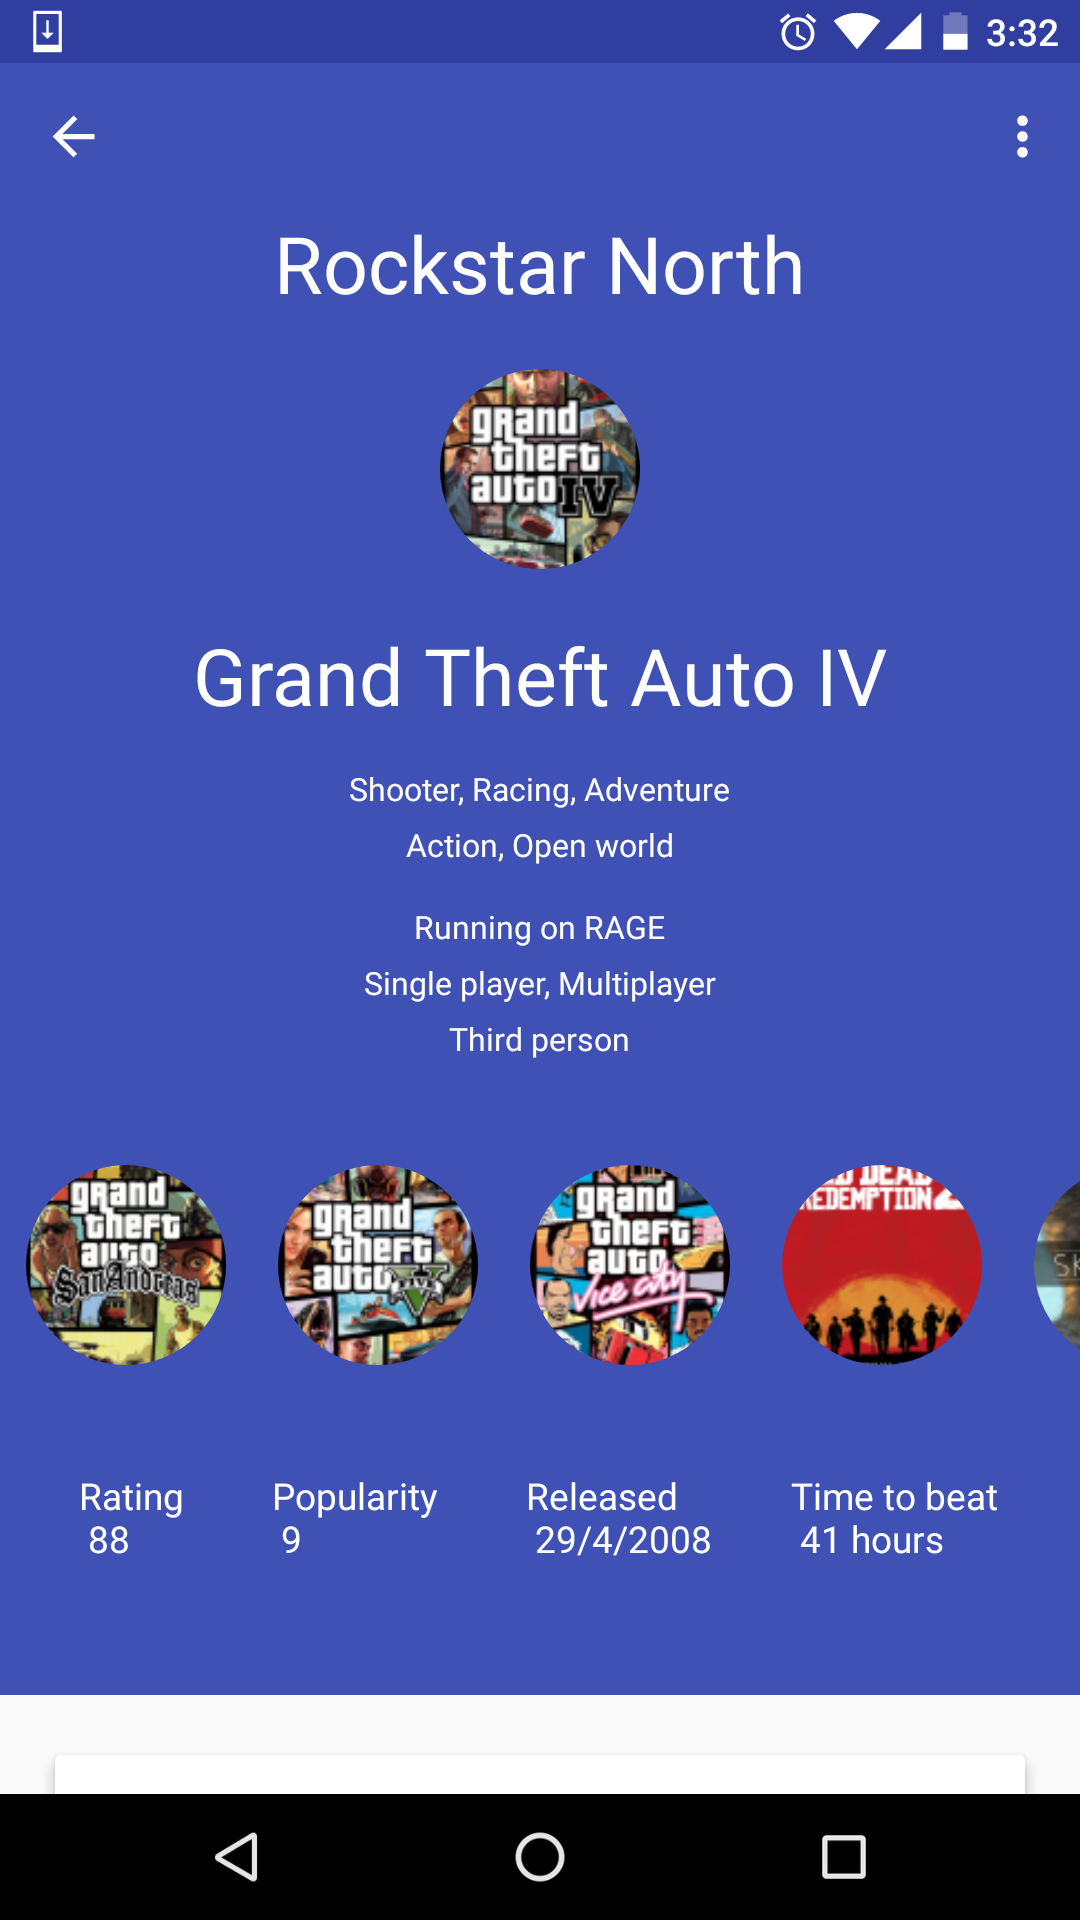 3:32
Rockstar North
grand
theft
auto IV
Grand Theft Auto IV
Shooter, Racing, Adventure
Action, Open world
Running on RAGE
Single player, Multiplayer
Third person
grand
theft
auto
San Andreas
grand
theft
auto V
FIVE
grand
theft
auto
Vice City
DEAD
REDEMPTION 2
Sk
Rating
88
Popularity
9
Released
29/4/2008
Time to beat
41 hours